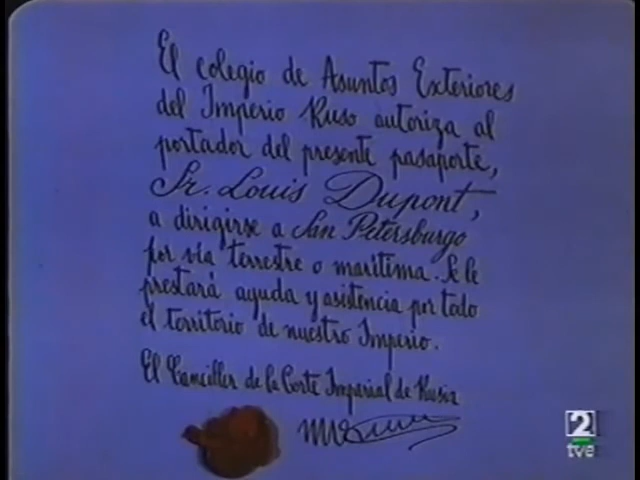 El colegio de Asuntos Exteriores
del Imperio Ruso autoriza al
portador del presente pasaporte,
Sr. Louis Dupont,
a dirigirse a San Petersburgo
por vía terrestre o marítima. Se le
prestará ayuda y asistencia por todo
el territorio de nuestro Imperio.
El Canciller de la Corte Imparial de Rusia
2
tve